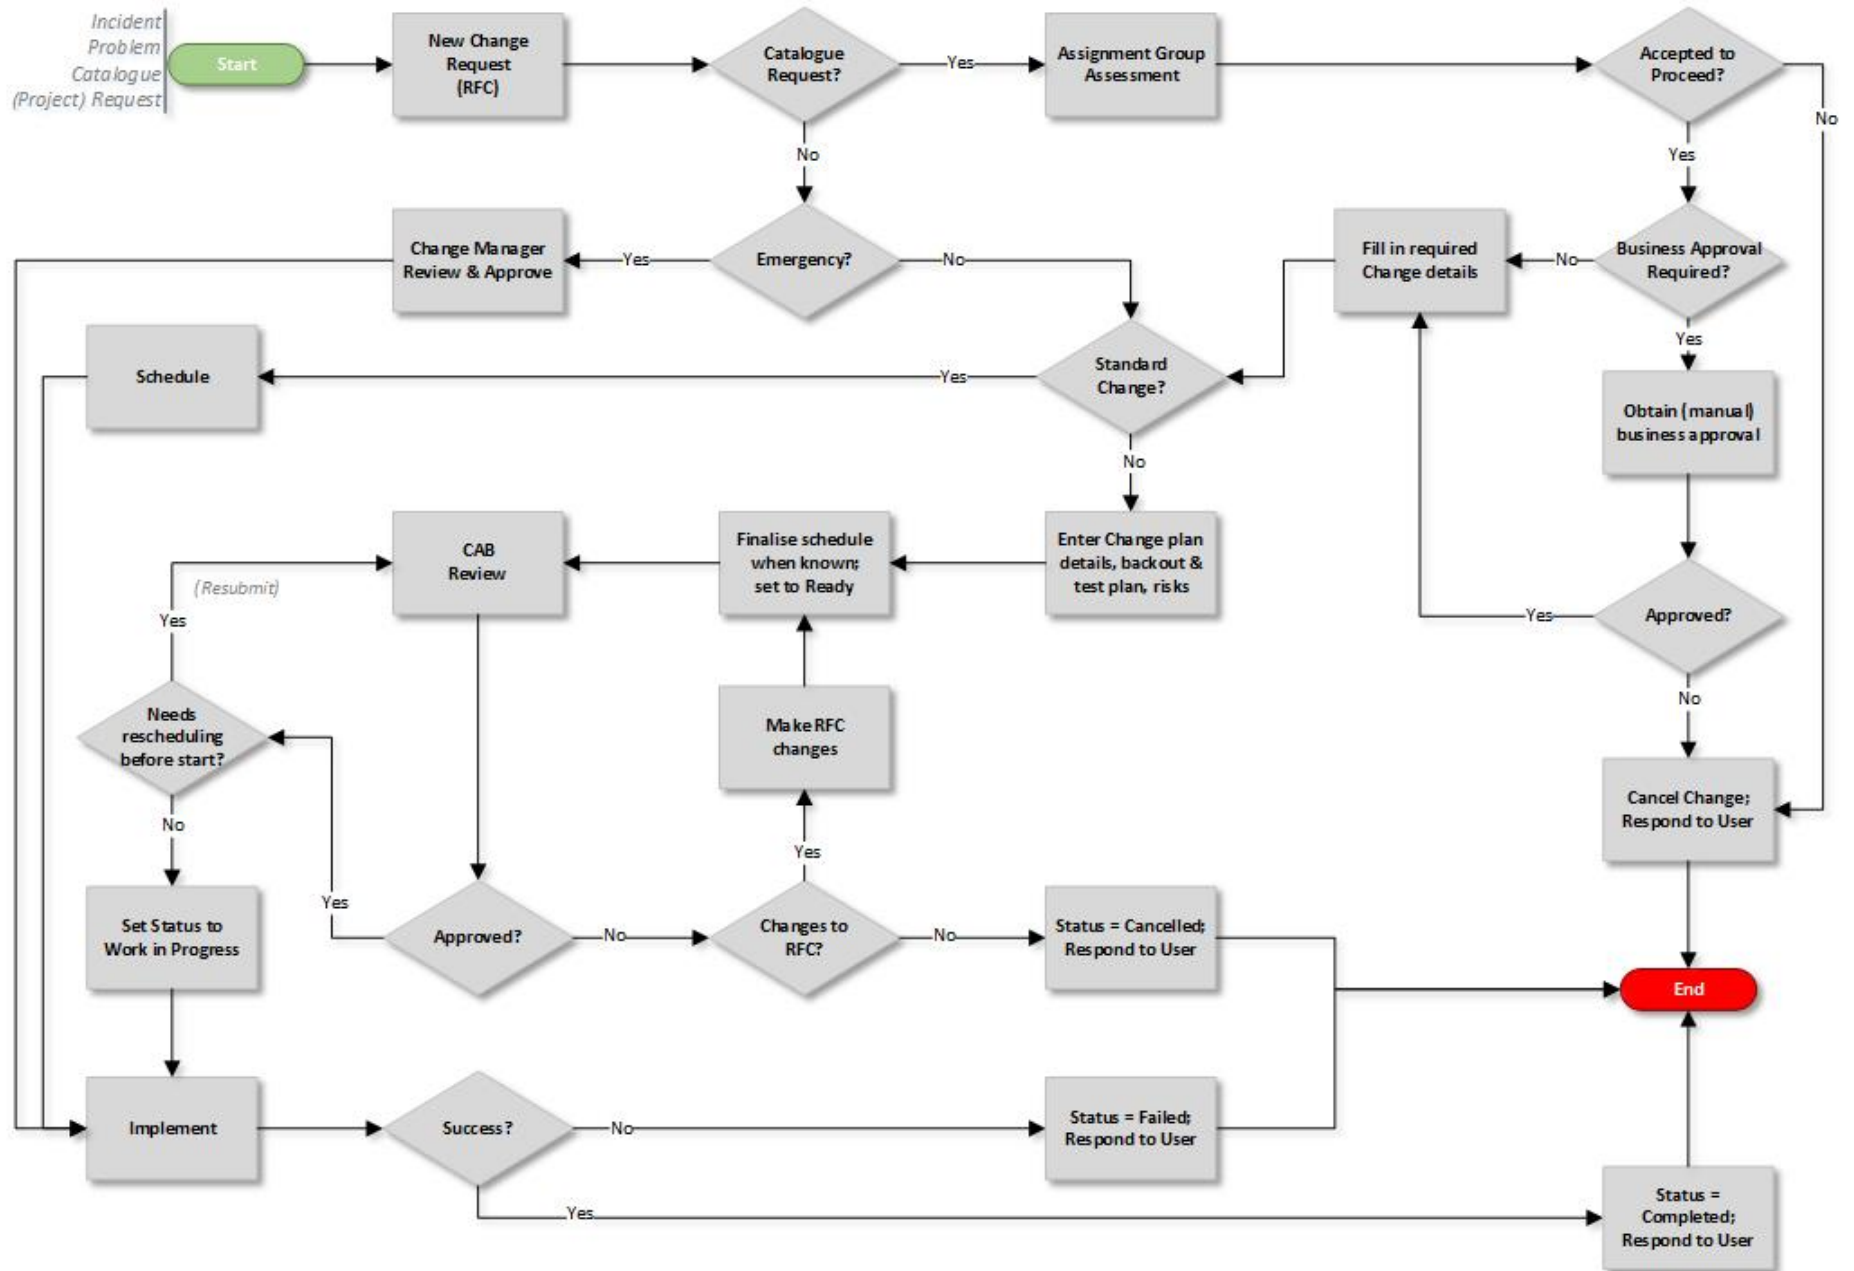 Incident
Problem
Catalogue
(Project) Request
Start
New Change
Request
(RFC)
Catalogue
Request?
Yes
Assignment Group
Assessment
Accepted to
Proceed?
No
No
Yes
Change Manager
Review & Approve
Yes
Emergency?
No
Fill in required
Change details
No
Business Approval
Required?
Yes
Schedule
Yes
Standard
Change?
Obtain (manual)
business approval
No
CAB
Review
Finalise schedule
when known;
set to Ready
Enter Change plan
details, backout &
test plan, risks
(Resubmit)
Yes
Yes
Approved?
No
Needs
rescheduling
before start?
Make RFC
changes
Cancel Change;
Respond to User
No
Yes
Yes
Set Status to
Work in Progress
Approved?
No
Changes to
RFC?
No
Status = Cancelled;
Respond to User
End
Implement
Success?
No
Status = Failed;
Respond to User
Yes
Status =
Completed;
Respond to User